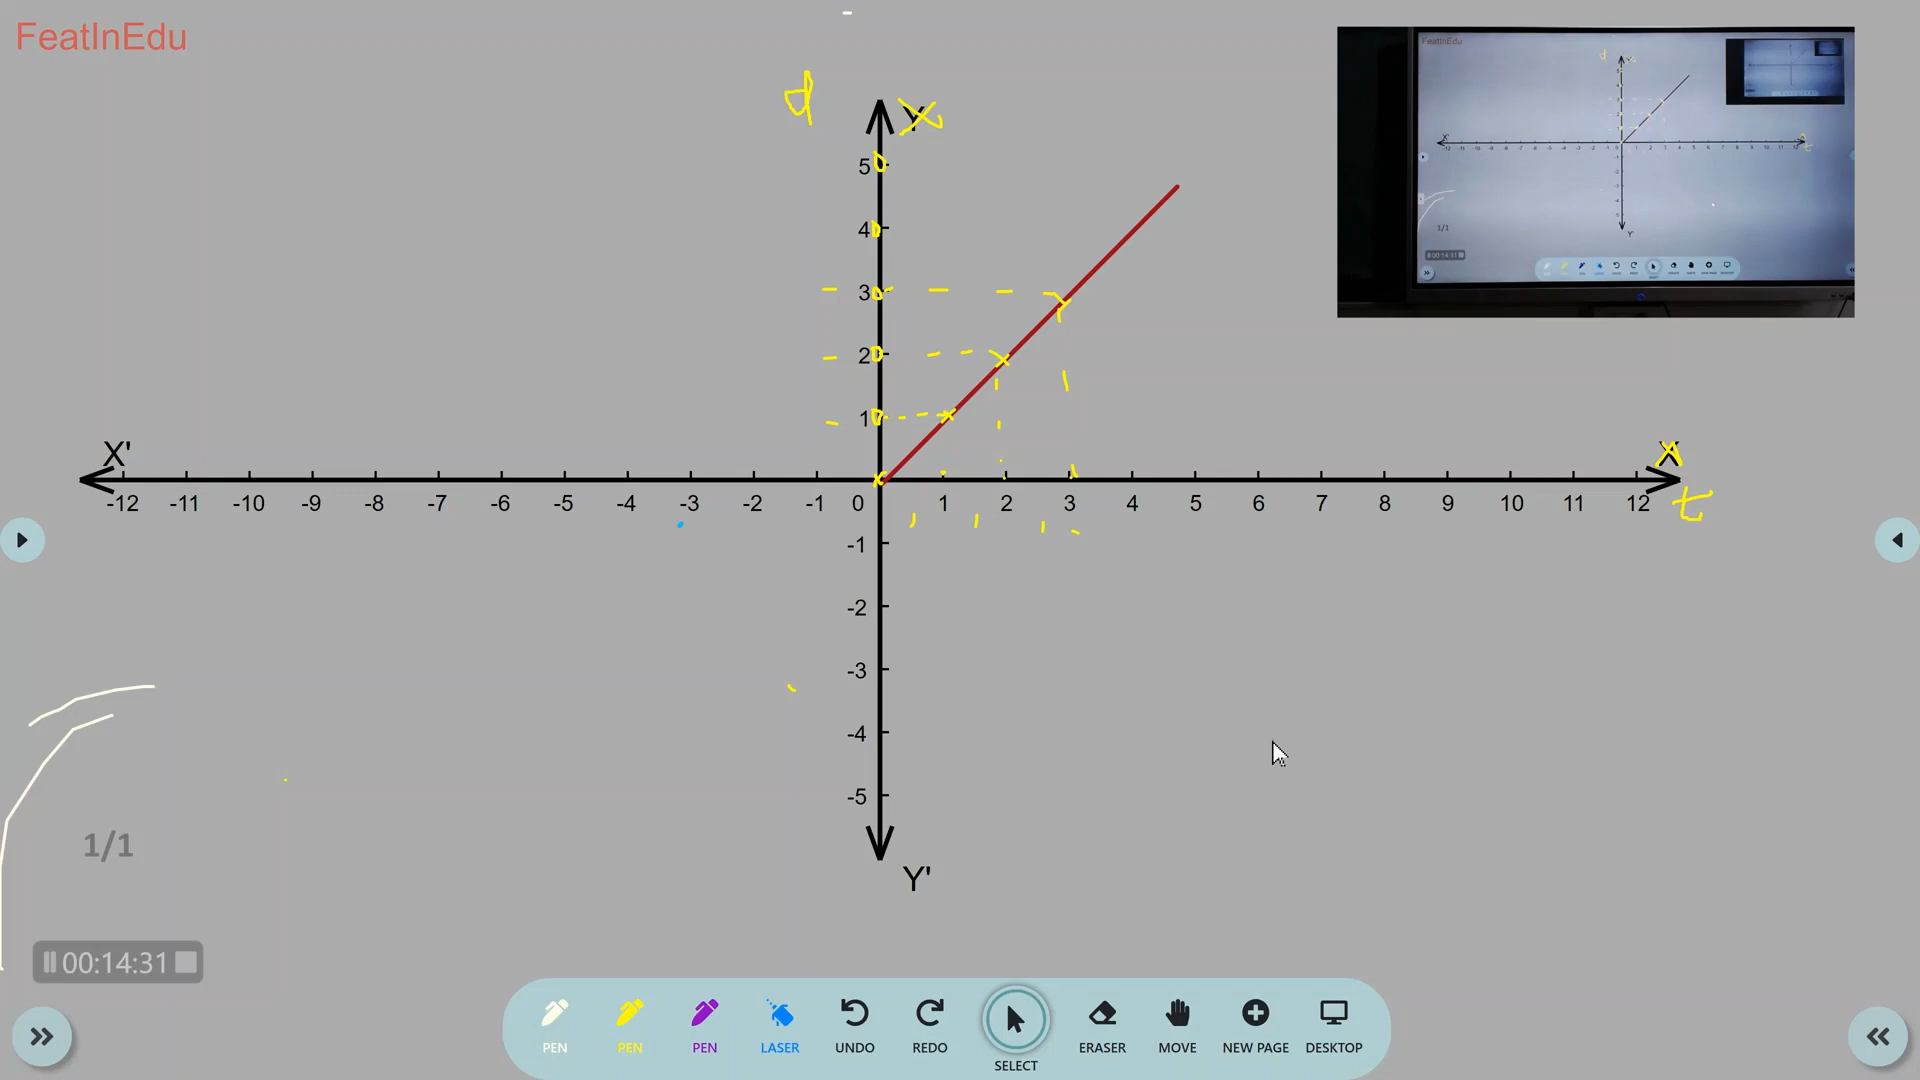 FeatInEdu
d
Y
5
4
3
2
1
X'
X
-12 -11 -10 -9 -8 -7 -6 -5 -4 -3 -2 -1 0 1 2 3 4 5 6 7 8 9 10 11 12
t
-1
-2
-3
-4
-5
Y'
1/1
00:14:31
PEN PEN PEN LASER UNDO REDO SELECT ERASER MOVE NEW PAGE DESKTOP